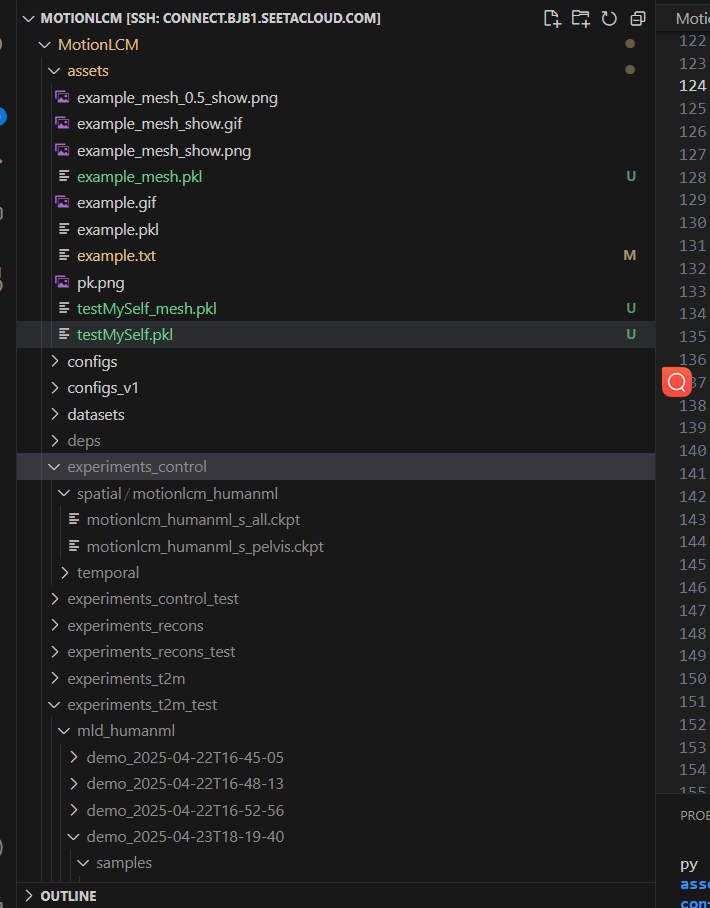 MOTIONLCM [SSH: CONNECT.BJB1.SEETACLOUD.COM]
MotionLCM
assets
example_mesh_0.5_show.png
example_mesh_show.gif
example_mesh_show.png
example_mesh.pkl U
example.gif
example.pkl
example.txt M
pk.png
testMySelf_mesh.pkl U
testMySelf.pkl U
configs
configs_v1
datasets
deps
experiments_control
spatial/motionlcm_humanml
motionlcm_humanml_s_all.ckpt
motionlcm_humanml_s_pelvis.ckpt
temporal
experiments_control_test
experiments_recons
experiments_recons_test
experiments_t2m
experiments_t2m_test
mld_humanml
demo_2025-04-22T16-45-05
demo_2025-04-22T16-48-13
demo_2025-04-22T16-52-56
demo_2025-04-23T18-19-40
samples
OUTLINE
Motio
122
123
124
125
126
127
128
129
130
131
132
133
134
135
136
137
138
139
140
141
142
143
144
145
146
147
148
149
150
151
152
153
154
155
PROB
py
asse
con